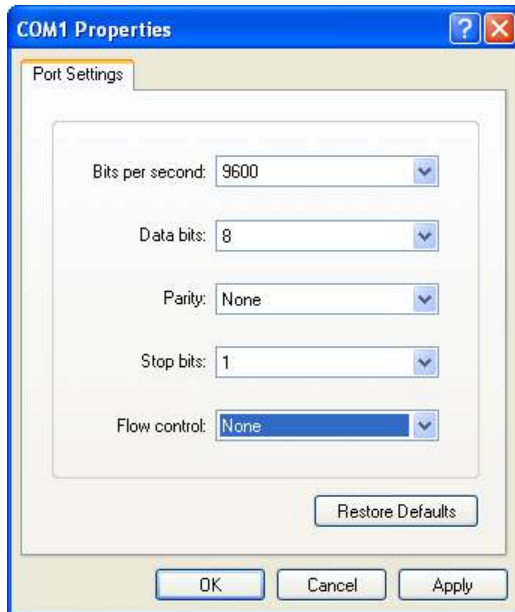 COM1 Properties
Port Settings
Bits per second: 9600
Data bits: 8
Parity: None
Stop bits: 1
Flow control: None
Restore Defaults
OK Cancel Apply